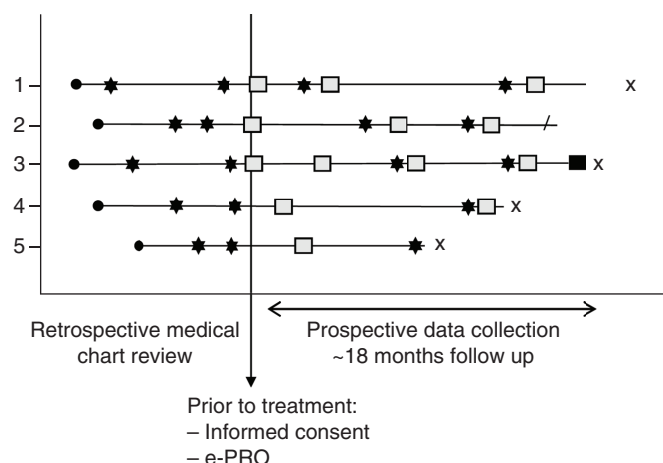 1
x
2
3
x
4
x
5
x
Retrospective medical
chart review
Prospective data collection
~18 months follow up
Prior to treatment:
– Informed consent
– e-PRO